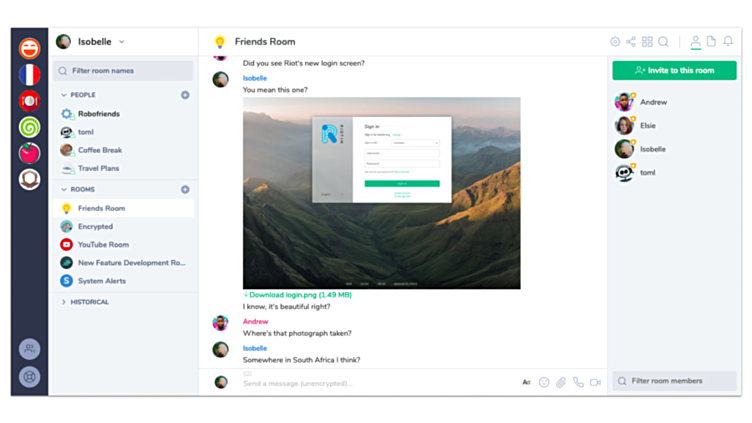 Isobelle
Filter room names
PEOPLE
Robofriends
toml
Coffee Break
Travel Plans
ROOMS
Friends Room
Encrypted
YouTube Room
New Feature Development Ro...
S
System Alerts
HISTORICAL
Friends Room
Did you see Riot's new login screen?
Isobelle
You mean this one?
Sign in
Download login.png (1.49 MB)
I know, it's beautiful right?
Andrew
Where's that photograph taken?
Isobelle
Somewhere in South Africa I think?
Send a message (unencrypted)...
Invite to this room
Andrew
Elsie
Isobelle
toml
Filter room members